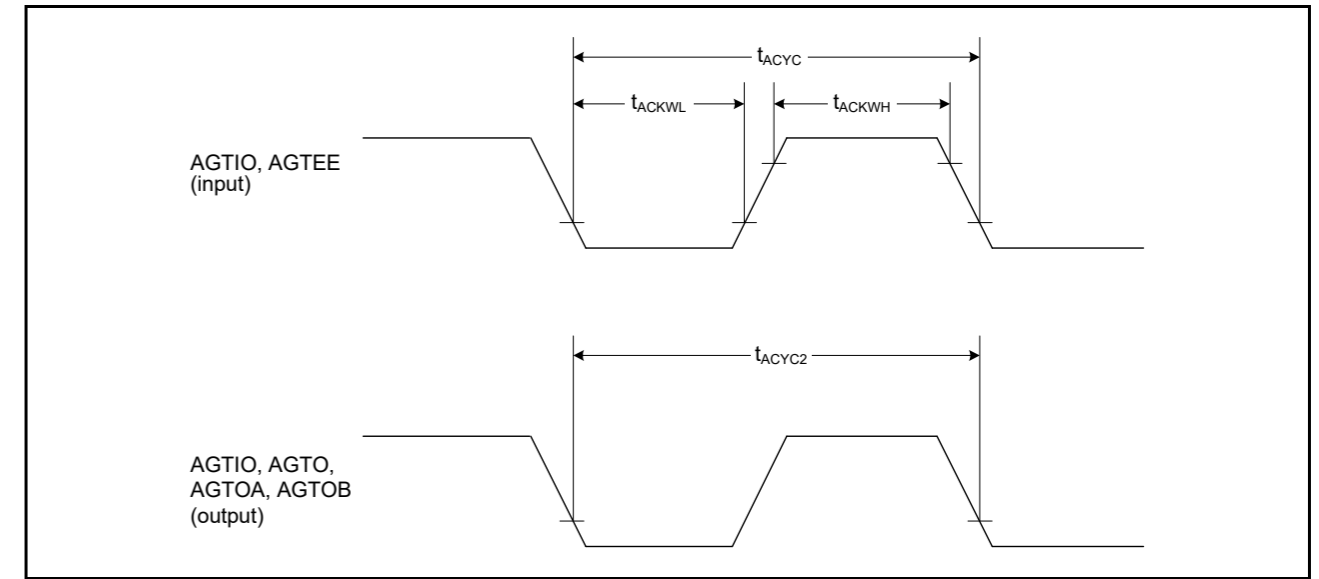 tACYC
tACKWL
tACKWH
AGTIO, AGTEE
(input)
tACYC2
AGTIO, AGTO,
AGTOA, AGTOB
(output)